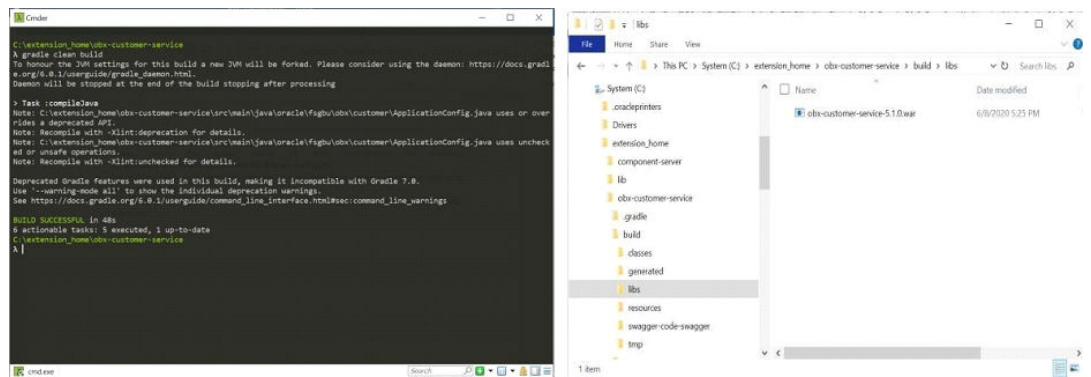 Cmder
C:\extension_home\obx-customer-service
λ gradle clean build
To honour the JVM settings for this build a new JVM will be forked. Please consider using the daemon: https://docs.gradl
e.org/6.0.1/userguide/gradle_daemon.html.
Daemon will be stopped at the end of the build stopping after processing
> Task :compileJava
Note: C:\extension_home\obx-customer-service\src\main\java\oracle\fsgbu\obx\customer\ApplicationConfig.java uses or over
rides a deprecated API.
Note: Recompile with -Xlint:deprecation for details.
Note: C:\extension_home\obx-customer-service\src\main\java\oracle\fsgbu\obx\customer\ApplicationConfig.java uses uncheck
ed or unsafe operations.
Note: Recompile with -Xlint:unchecked for details.
Deprecated Gradle features were used in this build, making it incompatible with Gradle 7.0.
Use '--warning-mode all' to show the individual deprecation warnings.
See https://docs.gradle.org/6.0.1/userguide/command_line_interface.html#sec:command_line_warnings
BUILD SUCCESSFUL in 48s
6 actionable tasks: 5 executed, 1 up-to-date
C:\extension_home\obx-customer-service
λ
cmd.exe
Search
libs
File Home Share View
This PC > System (C:) > extension_home > obx-customer-service > build > libs
Search libs
System (C:)
.oracleprinters
Drivers
extension_home
component-server
lib
obx-customer-service
.gradle
build
classes
generated
libs
resources
swagger-code-swagger
tmp
Name Date modified
obx-customer-service-5.1.0.war 6/8/2020 5:25 PM
1 item